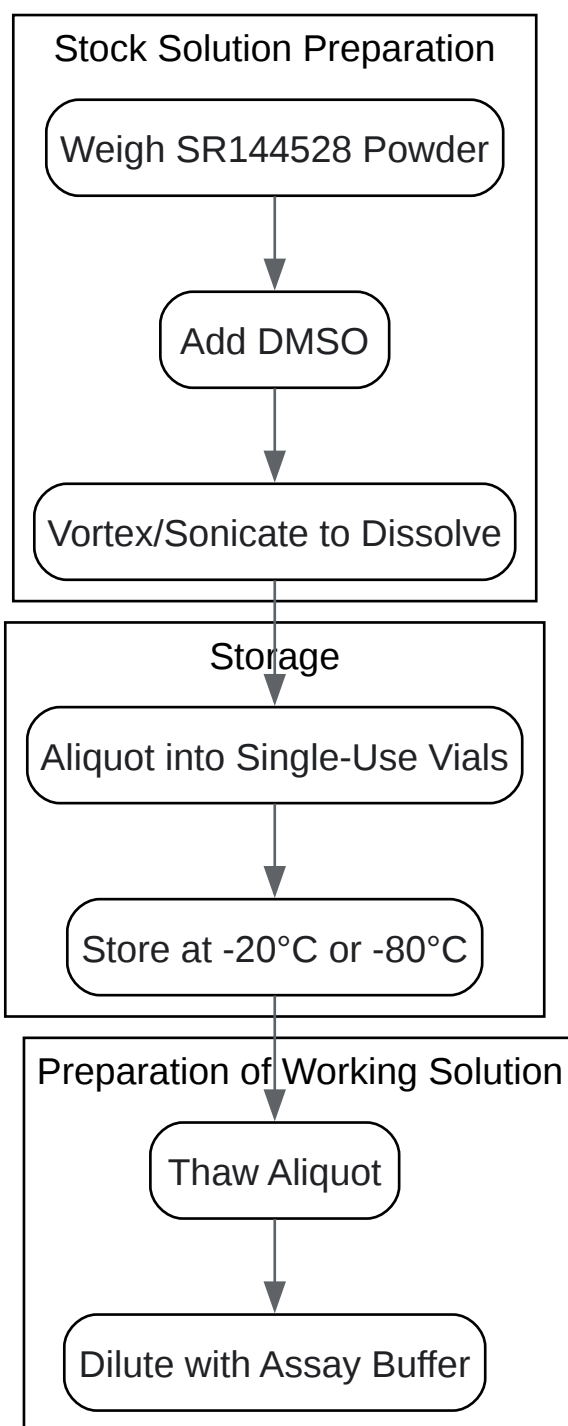 Stock Solution Preparation
Weigh SR144528 Powder
Add DMSO
Vortex/Sonicate to Dissolve
Storage
Aliquot into Single-Use Vials
Store at -20°C or -80°C
Preparation of Working Solution
Thaw Aliquot
Dilute with Assay Buffer